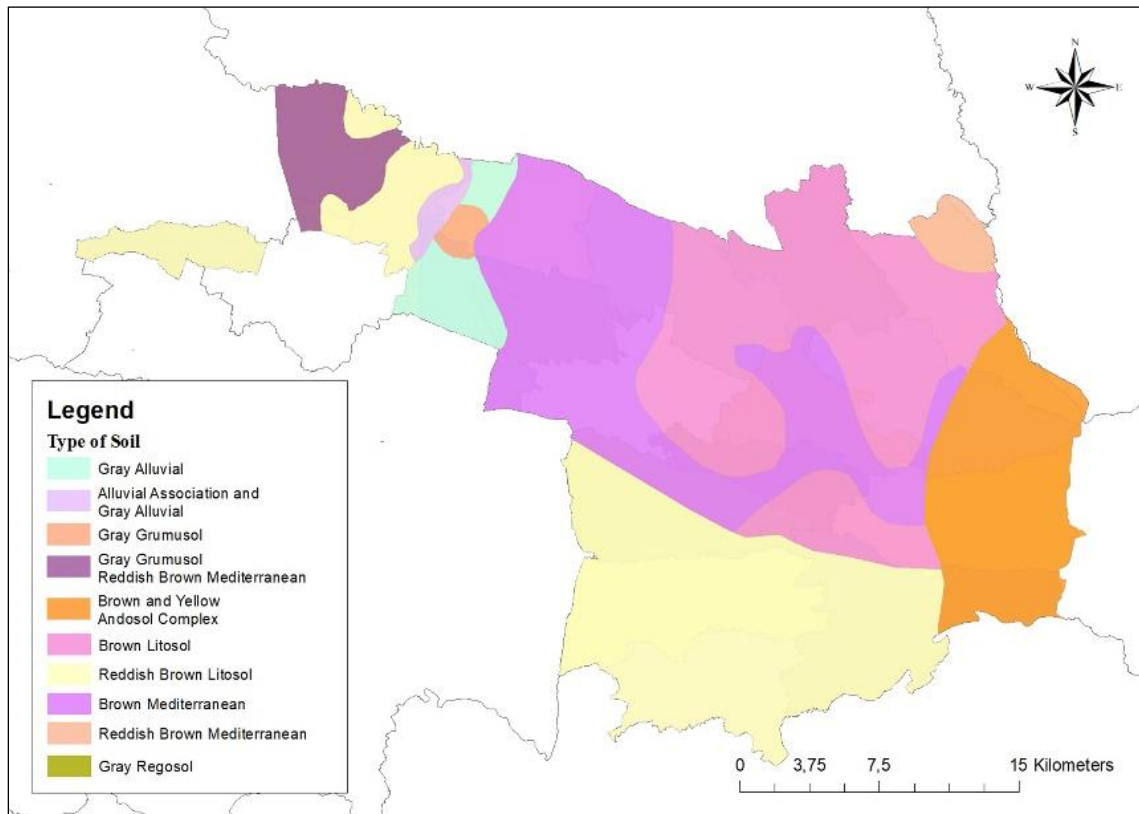 N
W
E
S
Legend
Type of Soil
Gray Alluvial
Alluvial Association and
Gray Alluvial
Gray Grumusol
Gray Grumusol
Reddish Brown Mediterranean
Brown and Yellow
Andosol Complex
Brown Litosol
Reddish Brown Litosol
Brown Mediterranean
Reddish Brown Mediterranean
Gray Regosol
0 3,75 7,5 15 Kilometers